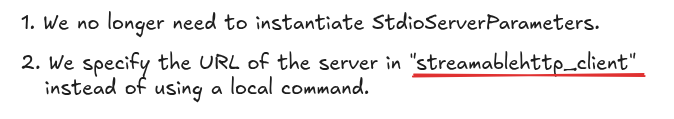 1. We no longer need to instantiate StdioServerParameters.
2. We specify the URL of the server in "streamablehttp_client"
instead of using a local command.